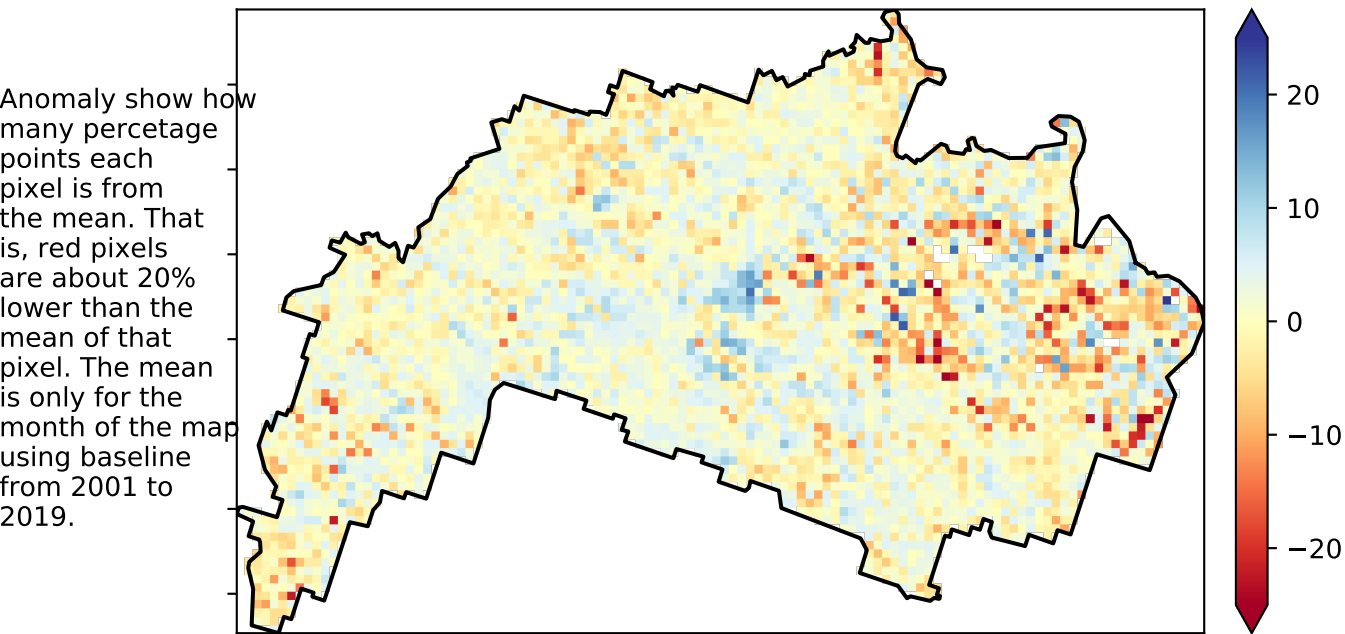 Anomaly show how
many percetage
points each
pixel is from
the mean. That
is, red pixels
are about 20%
lower than the
mean of that
pixel. The mean
is only for the
month of the map
using baseline
from 2001 to
2019.
20
10
0
−10
−20